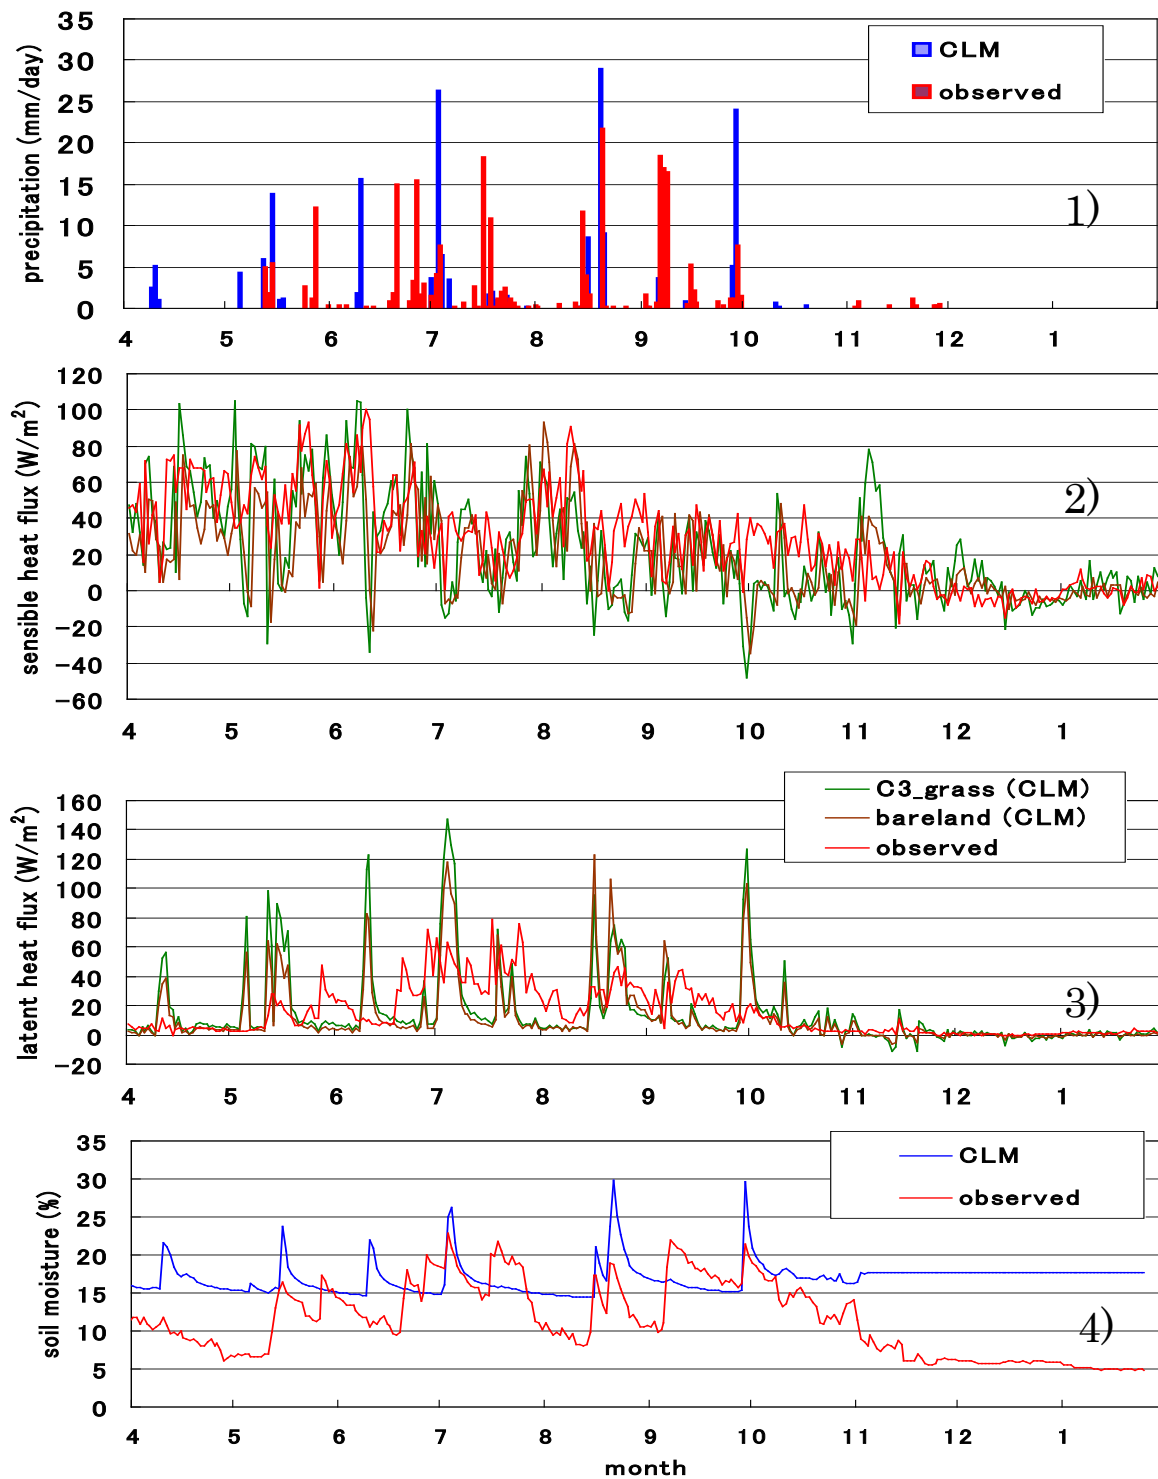 precipitation (mm/day)
35
30
25
20
15
10
5
0
CLM
observed
1)
4 5 6 7 8 9 10 11 12 1
sensible heat flux (W/m²)
120
100
80
60
40
20
0
−20
−40
−60
2)
4 5 6 7 8 9 10 11 12 1
latent heat flux (W/m²)
160
140
120
100
80
60
40
20
0
−20
C3_grass (CLM)
bareland (CLM)
observed
3)
4 5 6 7 8 9 10 11 12 1
soil moisture (%)
35
30
25
20
15
10
5
0
CLM
observed
4)
4 5 6 7 8 9 10 11 12 1
month